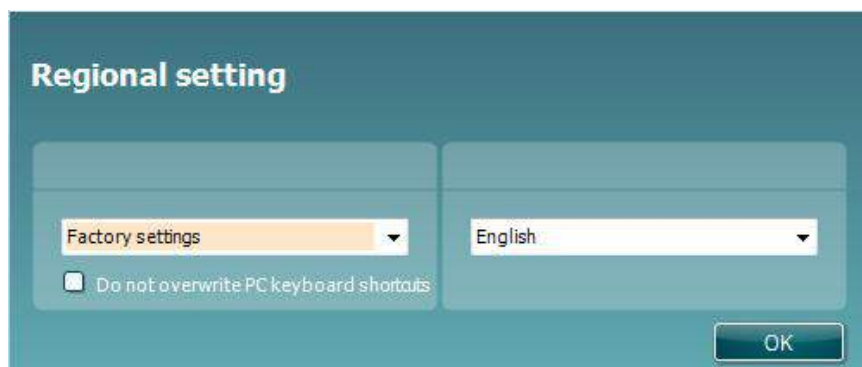 Regional setting
Factory settings
English
Do not overwrite PC keyboard shortcuts
OK